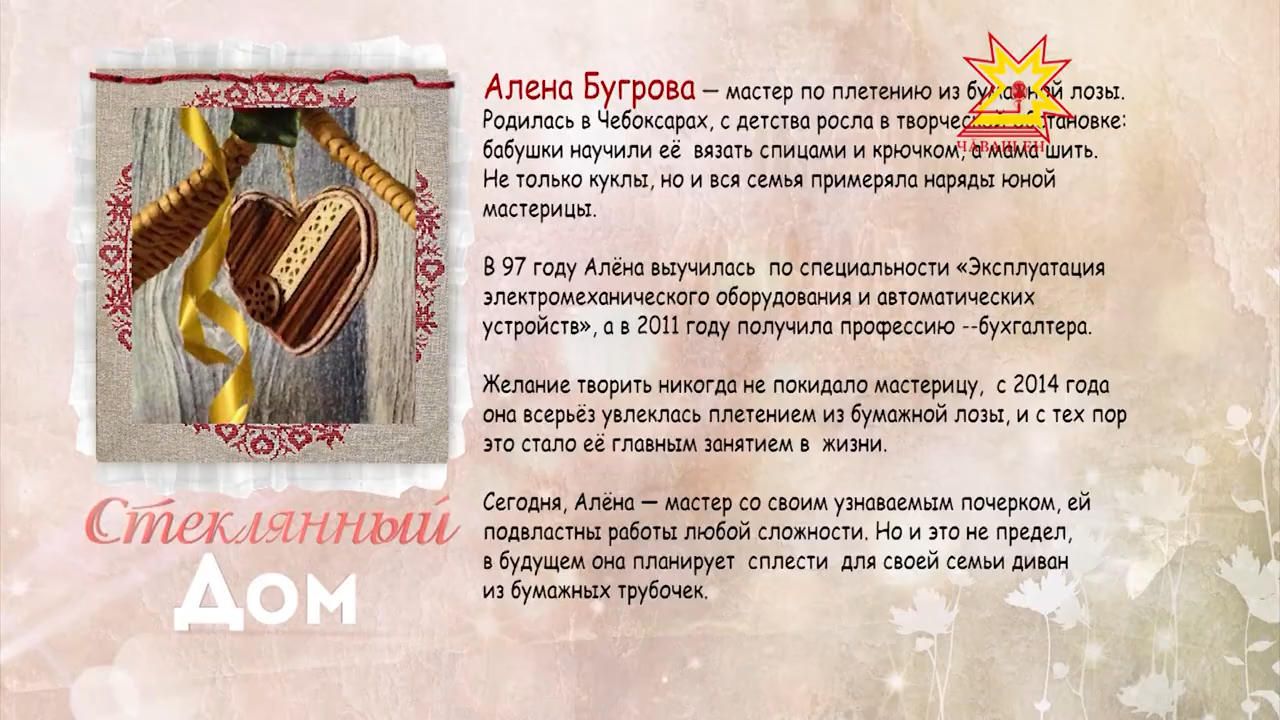 Алена Бугрова — мастер по плетению из бумажной лозы.
Родилась в Чебоксарах, с детства росла в творческой обстановке:
бабушки научили её вязать спицами и крючком, а мама шить.
Не только куклы, но и вся семья примеряла наряды юной
мастерицы.
В 97 году Алёна выучилась по специальности «Эксплуатация
электромеханического оборудования и автоматических
устройств», а в 2011 году получила профессию --бухгалтера.
Желание творить никогда не покидало мастерицу, с 2014 года
она всерьёз увлеклась плетением из бумажной лозы, и с тех пор
это стало её главным занятием в жизни.
Сегодня, Алёна — мастер со своим узнаваемым почерком, ей
подвластны работы любой сложности. Но и это не предел,
в будущем она планирует сплести для своей семьи диван
из бумажных трубочек.
ЧĂВАШ ЕН
Стеклянный
Дом